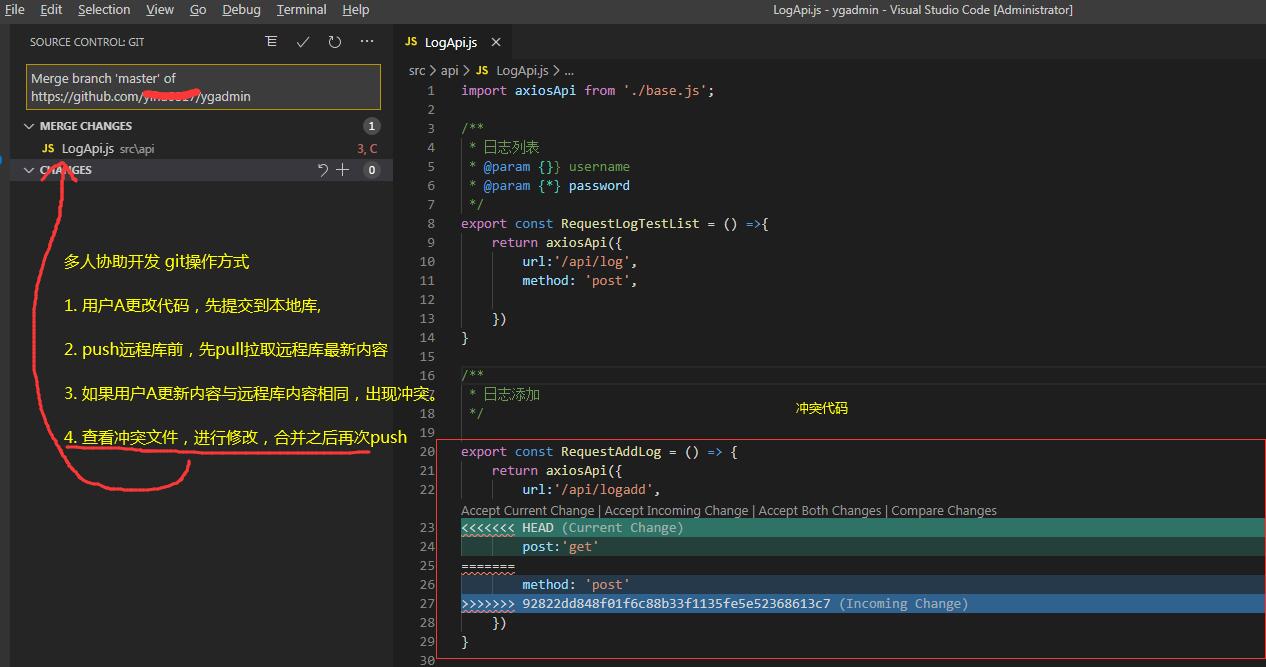 File Edit Selection View Go Debug Terminal Help
LogApi.js - ygadmin - Visual Studio Code [Administrator]
SOURCE CONTROL: GIT
Merge branch 'master' of
https://github.com/ /ygadmin
MERGE CHANGES 1
JS LogApi.js src\api 3, C
CHANGES 0
多人协助开发 git操作方式
1. 用户A更改代码，先提交到本地库,
2. push远程库前，先pull拉取远程库最新内容
3. 如果用户A更新内容与远程库内容相同，出现冲突。
4. 查看冲突文件，进行修改，合并之后再次push
JS LogApi.js
src > api > JS LogApi.js > ...
1 import axiosApi from './base.js';
2
3 /**
4 * 日志列表
5 * @param {}} username
6 * @param {*} password
7 */
8 export const RequestLogTestList = () =>{
9 return axiosApi({
10 url:'/api/log',
11 method: 'post',
12
13 })
14 }
15
16 /**
* 日志添加
18 */
冲突代码
19
20 export const RequestAddLog = () => {
21 return axiosApi({
22 url:'/api/logadd',
Accept Current Change | Accept Incoming Change | Accept Both Changes | Compare Changes
23 <<<<<<< HEAD (Current Change)
24 post:'get'
25 =======
26 method: 'post'
27 >>>>>>> 92822dd848f01f6c88b33f1135fe5e52368613c7 (Incoming Change)
28 })
29 }
30